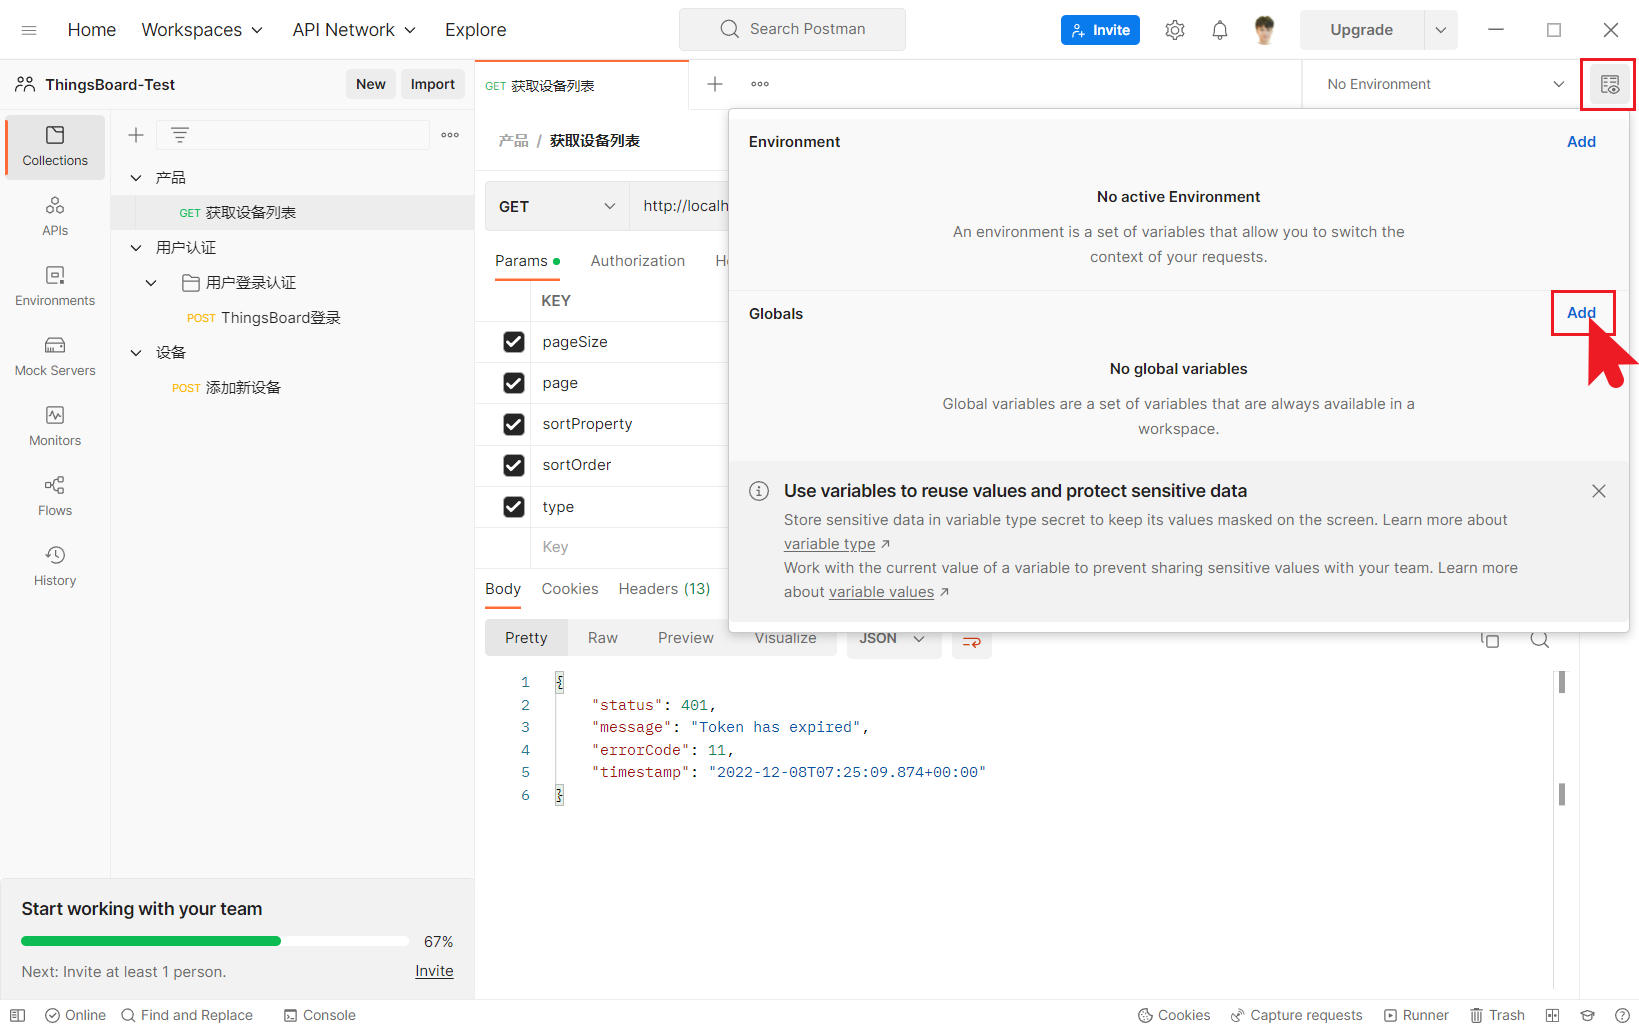 Home Workspaces API Network Explore Search Postman Invite Upgrade
ThingsBoard-Test New Import
GET 获取设备列表
No Environment
Collections
APIs
Environments
Mock Servers
Monitors
Flows
History
产品
GET 获取设备列表
用户认证
用户登录认证
POST ThingsBoard登录
设备
POST 添加新设备
产品 / 获取设备列表
GET http://localh
Params Authorization
KEY
pageSize
page
sortProperty
sortOrder
type
Key
Environment Add
No active Environment
An environment is a set of variables that allow you to switch the
context of your requests.
Globals Add
No global variables
Global variables are a set of variables that are always available in a
workspace.
Use variables to reuse values and protect sensitive data
Store sensitive data in variable type secret to keep its values masked on the screen. Learn more about
variable type ↗
Work with the current value of a variable to prevent sharing sensitive values with your team. Learn more
about variable values ↗
Body Cookies Headers (13)
Pretty Raw Preview Visualize JSON
1 {
2 "status": 401,
3 "message": "Token has expired",
4 "errorCode": 11,
5 "timestamp": "2022-12-08T07:25:09.874+00:00"
6 }
Start working with your team
67%
Next: Invite at least 1 person. Invite
Online Find and Replace Console Cookies Capture requests Runner Trash